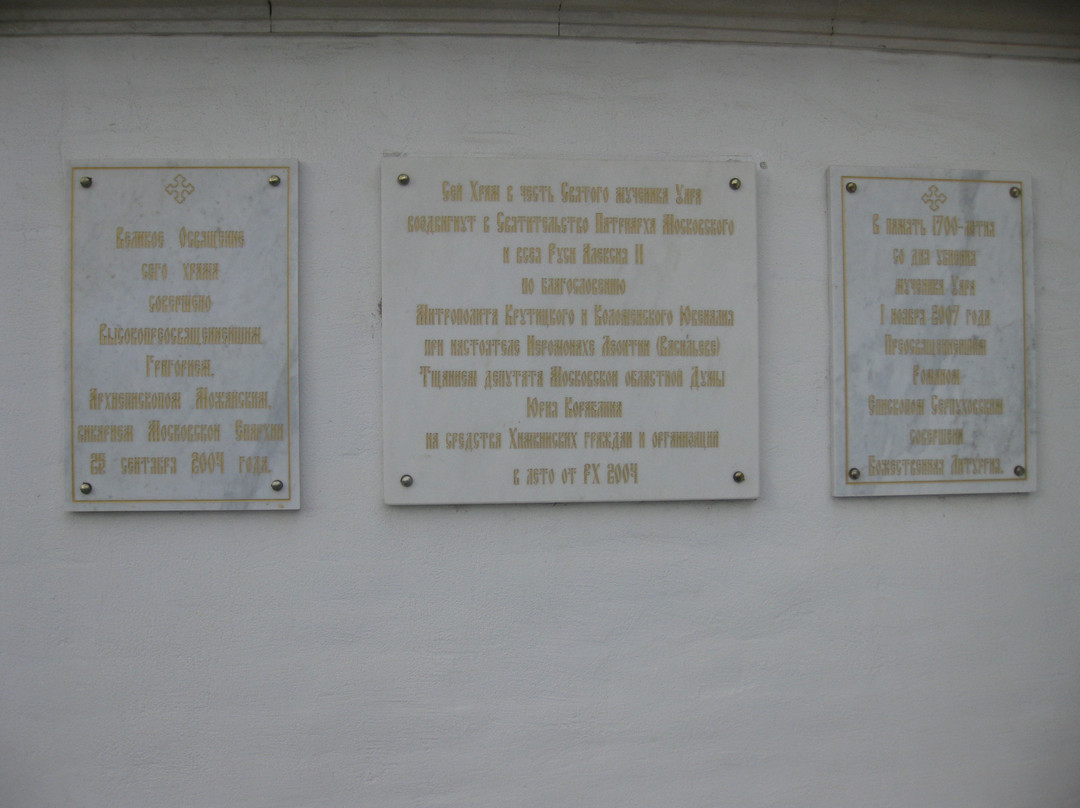 Великое Освящение
сего храма
совершено
Высокопреосвященнейшим
Григорием,
Архиепископом Можайским,
викарием Московской Епархии
25 сентября 2004 года.
Сей Храм в честь Святого мученика Уара
воздвигнут в Святительство Патриарха Московского
и всея Руси Алексия II
по благословению
Митрополита Крутицкого и Коломенского Ювеналия
при настоятеле Иеромонахе Леонтии (Васильеве)
Тщанием депутата Московской областной Думы
Юрия Кораблина
на средства Химкинских граждан и организаций
в лето от РХ 2004
В память 1700-летия
со дня убиения
мученика Уара
1 ноября 2007 года
Преосвященнейшим
Романом
Епископом Серпуховским
совершена
Божественная Литургия.